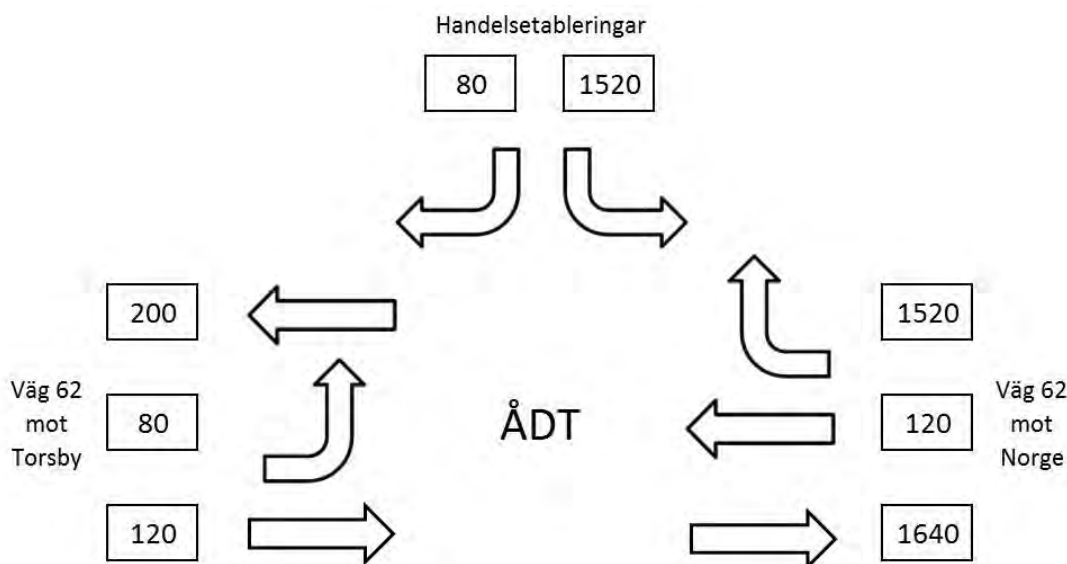 Handelsetableringar
80
1520
200
1520
Väg 62
mot
Torsby
80
ÅDT
120
Väg 62
mot
Norge
120
1640